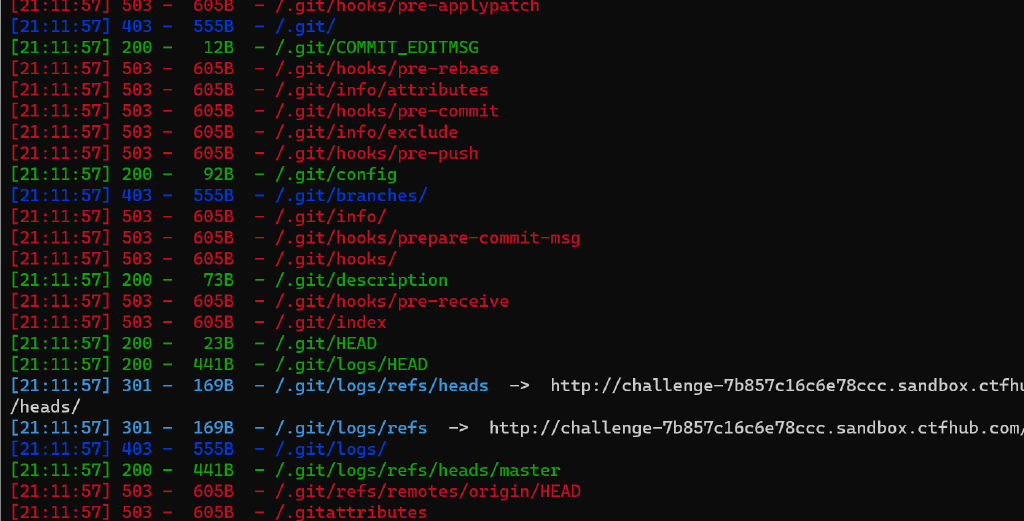 [21:11:57] 503 -  605B  - /.git/hooks/pre-applypatch
[21:11:57] 403 -  555B  - /.git/
[21:11:57] 200 -   12B  - /.git/COMMIT_EDITMSG
[21:11:57] 503 -  605B  - /.git/hooks/pre-rebase
[21:11:57] 503 -  605B  - /.git/info/attributes
[21:11:57] 503 -  605B  - /.git/hooks/pre-commit
[21:11:57] 503 -  605B  - /.git/info/exclude
[21:11:57] 503 -  605B  - /.git/hooks/pre-push
[21:11:57] 200 -   92B  - /.git/config
[21:11:57] 403 -  555B  - /.git/branches/
[21:11:57] 503 -  605B  - /.git/info/
[21:11:57] 503 -  605B  - /.git/hooks/prepare-commit-msg
[21:11:57] 503 -  605B  - /.git/hooks/
[21:11:57] 200 -   73B  - /.git/description
[21:11:57] 503 -  605B  - /.git/hooks/pre-receive
[21:11:57] 503 -  605B  - /.git/index
[21:11:57] 200 -   23B  - /.git/HEAD
[21:11:57] 200 -  441B  - /.git/logs/HEAD
[21:11:57] 301 -  169B  - /.git/logs/refs/heads  ->  http://challenge-7b857c16c6e78ccc.sandbox.ctfhu
/heads/
[21:11:57] 301 -  169B  - /.git/logs/refs  ->  http://challenge-7b857c16c6e78ccc.sandbox.ctfhub.com/
[21:11:57] 403 -  555B  - /.git/logs/
[21:11:57] 200 -  441B  - /.git/logs/refs/heads/master
[21:11:57] 503 -  605B  - /.git/refs/remotes/origin/HEAD
[21:11:57] 503 -  605B  - /.gitattributes